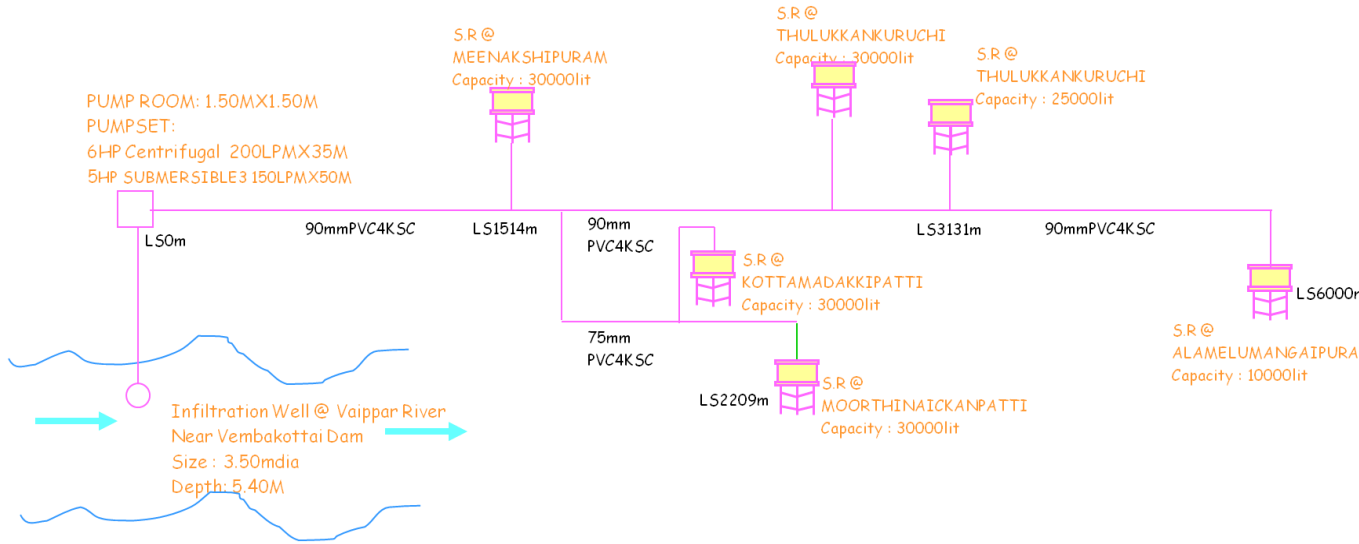 S.R @
MEENAKSHIPURAM
Capacity : 30000lit
S.R @
THULUKKANKURUCHI
Capacity : 30000lit
S.R @
THULUKKANKURUCHI
Capacity : 25000lit
PUMP ROOM: 1.50MX1.50M
PUMPSET:
6HP Centrifugal 200LPMX35M
5HP SUBMERSIBLE3 150LPMX50M
LS0m
90mmPVC4KSC
LS1514m
90mm
PVC4KSC
LS3131m
90mmPVC4KSC
S.R @
KOTTAMADAKKIPATTI
Capacity : 30000lit
LS6000r
75mm
PVC4KSC
S.R @
ALAMELUMANGAIPURA
Capacity : 10000lit
LS2209m
S.R @
MOORTHINAICKANPATTI
Capacity : 30000lit
Infiltration Well @ Vaippar River
Near Vembakottai Dam
Size : 3.50mdia
Depth: 5.40M